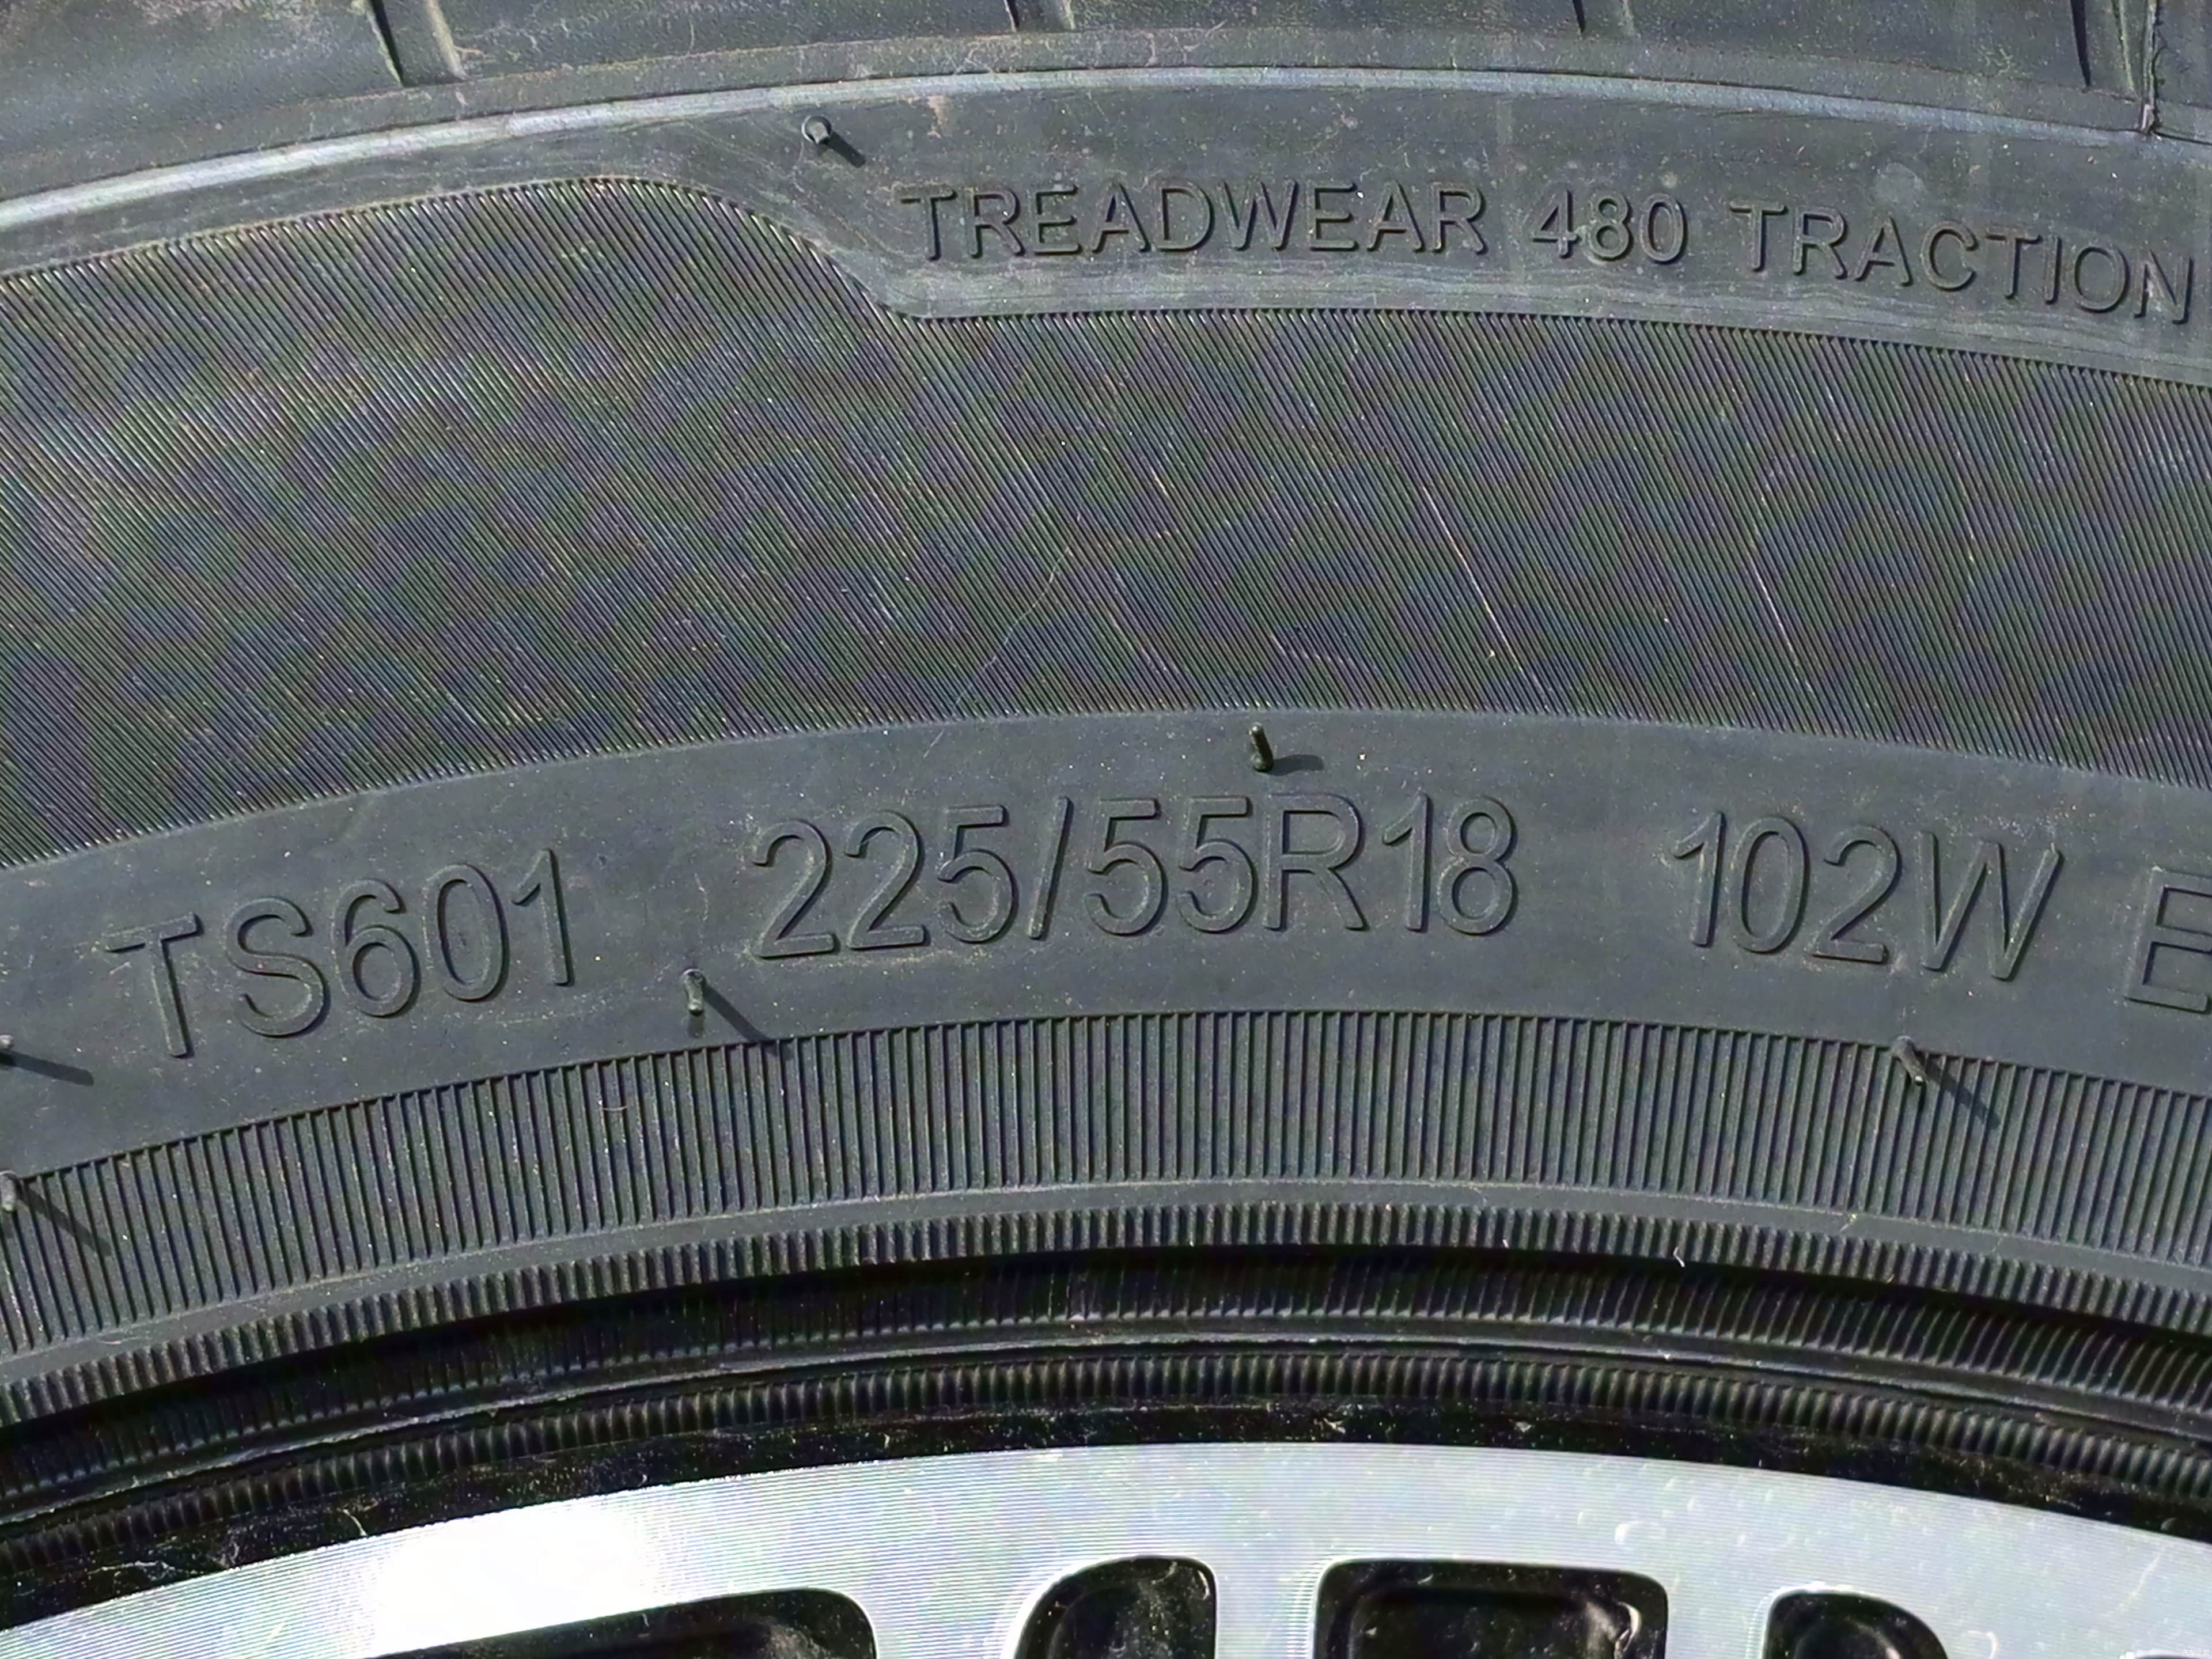 TREADWEAR 480 TRACTION
TS601 225/55R18 102W E